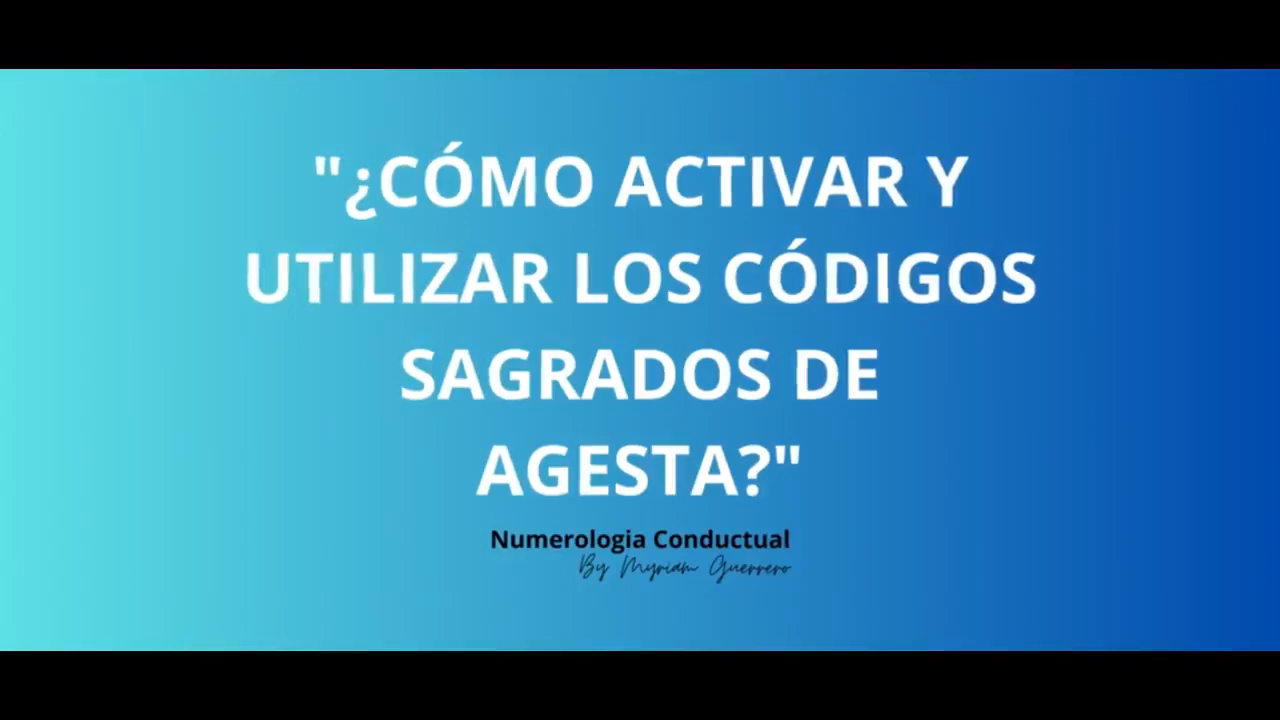 "¿CÓMO ACTIVAR Y
UTILIZAR LOS CÓDIGOS
SAGRADOS DE
AGESTA?"
Numerologia Conductual
By Myriam Guerrero